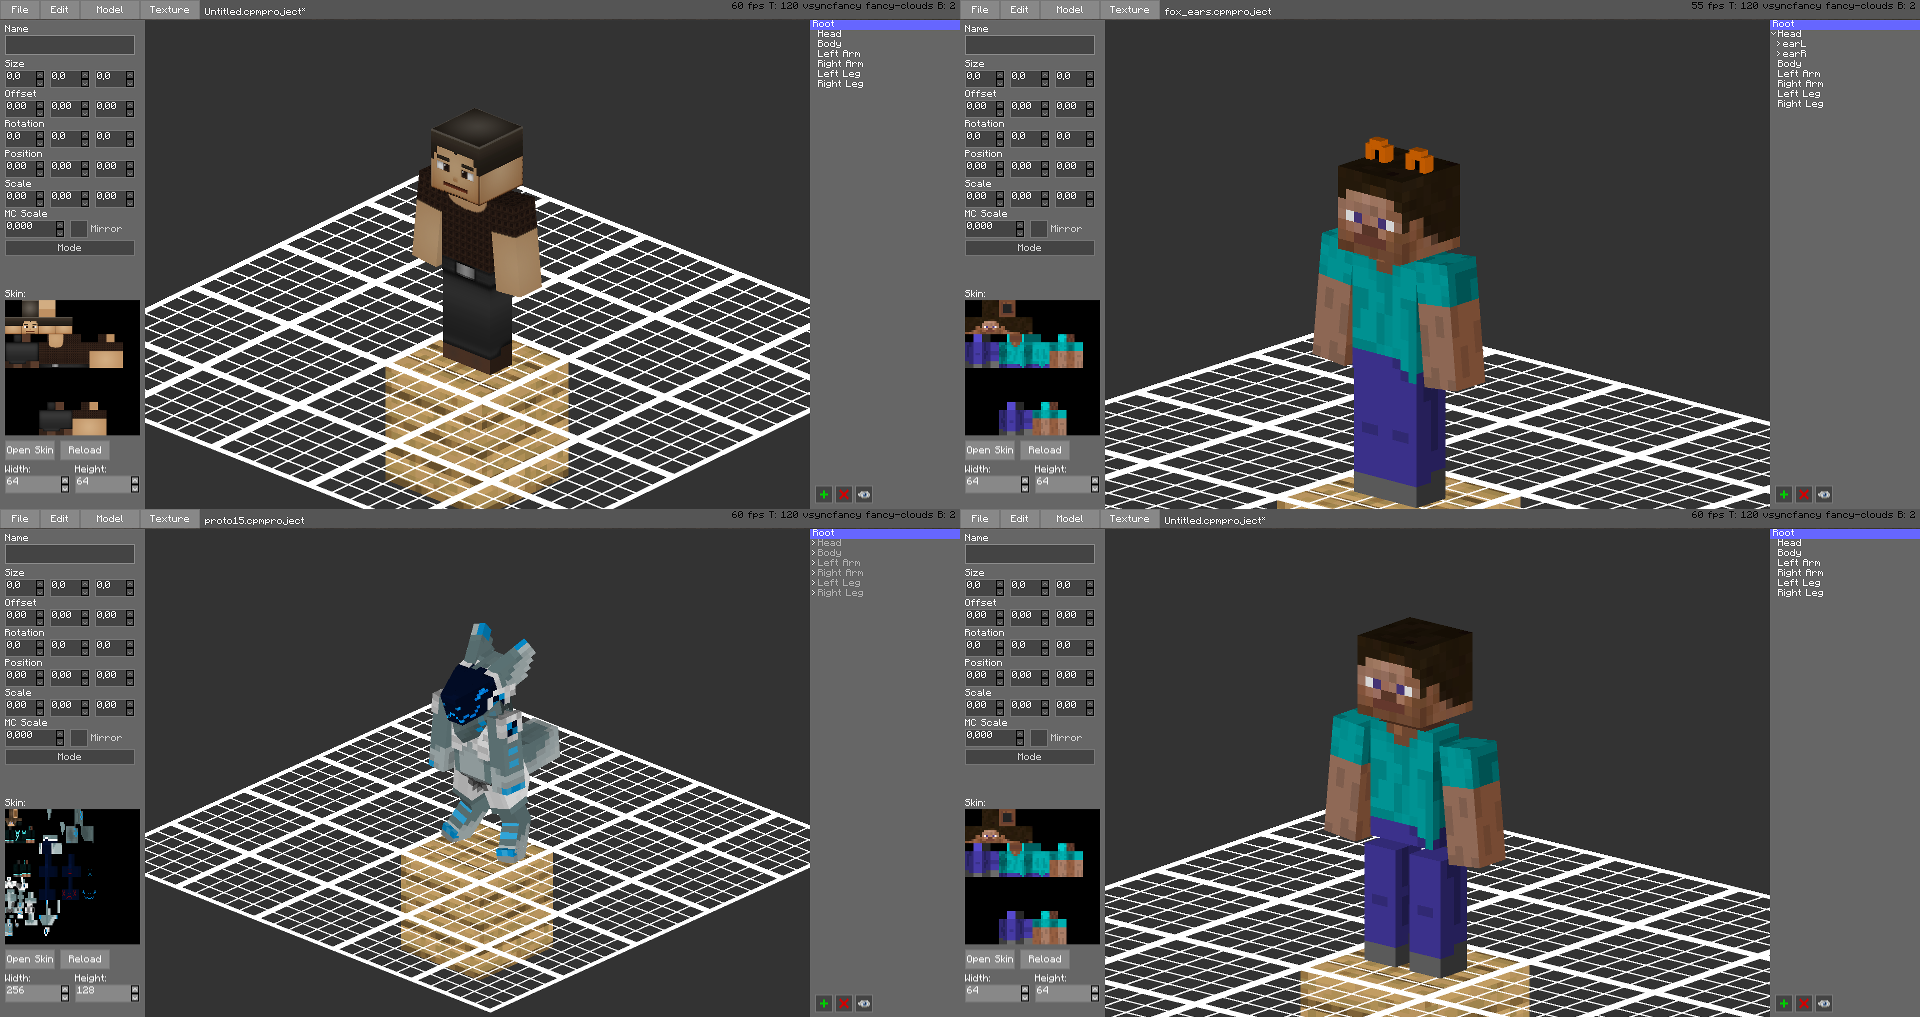 File Edit Model Texture Untitled.cpmproject* 60 fps T: 120 vsyncfancy fancy-clouds B: 2
Name
Size
0,0 0,0 0,0
Offset
0,00 0,00 0,00
Rotation
0,0 0,0 0,0
Position
0,00 0,00 0,00
Scale
0,00 0,00 0,00
MC Scale
0,000 Mirror
Mode
Skin:
Open Skin Reload
Width: Height:
64 64
Root
Head
Body
Left Arm
Right Arm
Left Leg
Right Leg
File Edit Model Texture fox_ears.cpmproject 55 fps T: 120 vsyncfancy fancy-clouds B: 2
Name
Size
0,0 0,0 0,0
Offset
0,00 0,00 0,00
Rotation
0,0 0,0 0,0
Position
0,00 0,00 0,00
Scale
0,00 0,00 0,00
MC Scale
0,000 Mirror
Mode
Skin:
Open Skin Reload
Width: Height:
64 64
Root
Head
earL
earR
Body
Left Arm
Right Arm
Left Leg
Right Leg
File Edit Model Texture proto15.cpmproject 60 fps T: 120 vsyncfancy fancy-clouds B: 2
Name
Size
0,0 0,0 0,0
Offset
0,00 0,00 0,00
Rotation
0,0 0,0 0,0
Position
0,00 0,00 0,00
Scale
0,00 0,00 0,00
MC Scale
0,000 Mirror
Mode
Skin:
Open Skin Reload
Width: Height:
256 128
Root
Head
Body
Left Arm
Right Arm
Left Leg
Right Leg
File Edit Model Texture Untitled.cpmproject* 60 fps T: 120 vsyncfancy fancy-clouds B: 2
Name
Size
0,0 0,0 0,0
Offset
0,00 0,00 0,00
Rotation
0,0 0,0 0,0
Position
0,00 0,00 0,00
Scale
0,00 0,00 0,00
MC Scale
0,000 Mirror
Mode
Skin:
Open Skin Reload
Width: Height:
64 64
Root
Head
Body
Left Arm
Right Arm
Left Leg
Right Leg